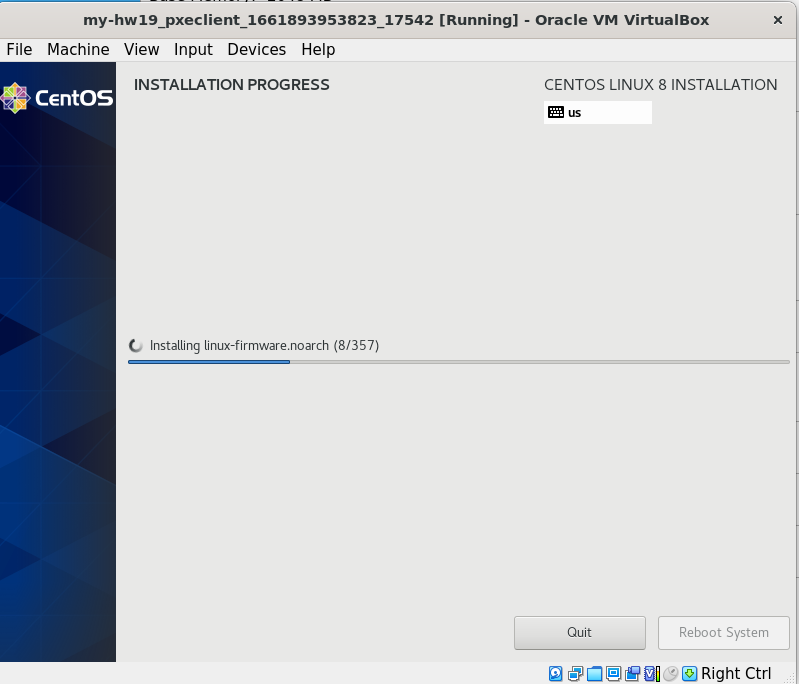 my-hw19_pxeclient_1661893953823_17542 [Running] - Oracle VM VirtualBox
File Machine View Input Devices Help
CentOS
INSTALLATION PROGRESS
CENTOS LINUX 8 INSTALLATION
us
Installing linux-firmware.noarch (8/357)
Quit
Reboot System
Right Ctrl